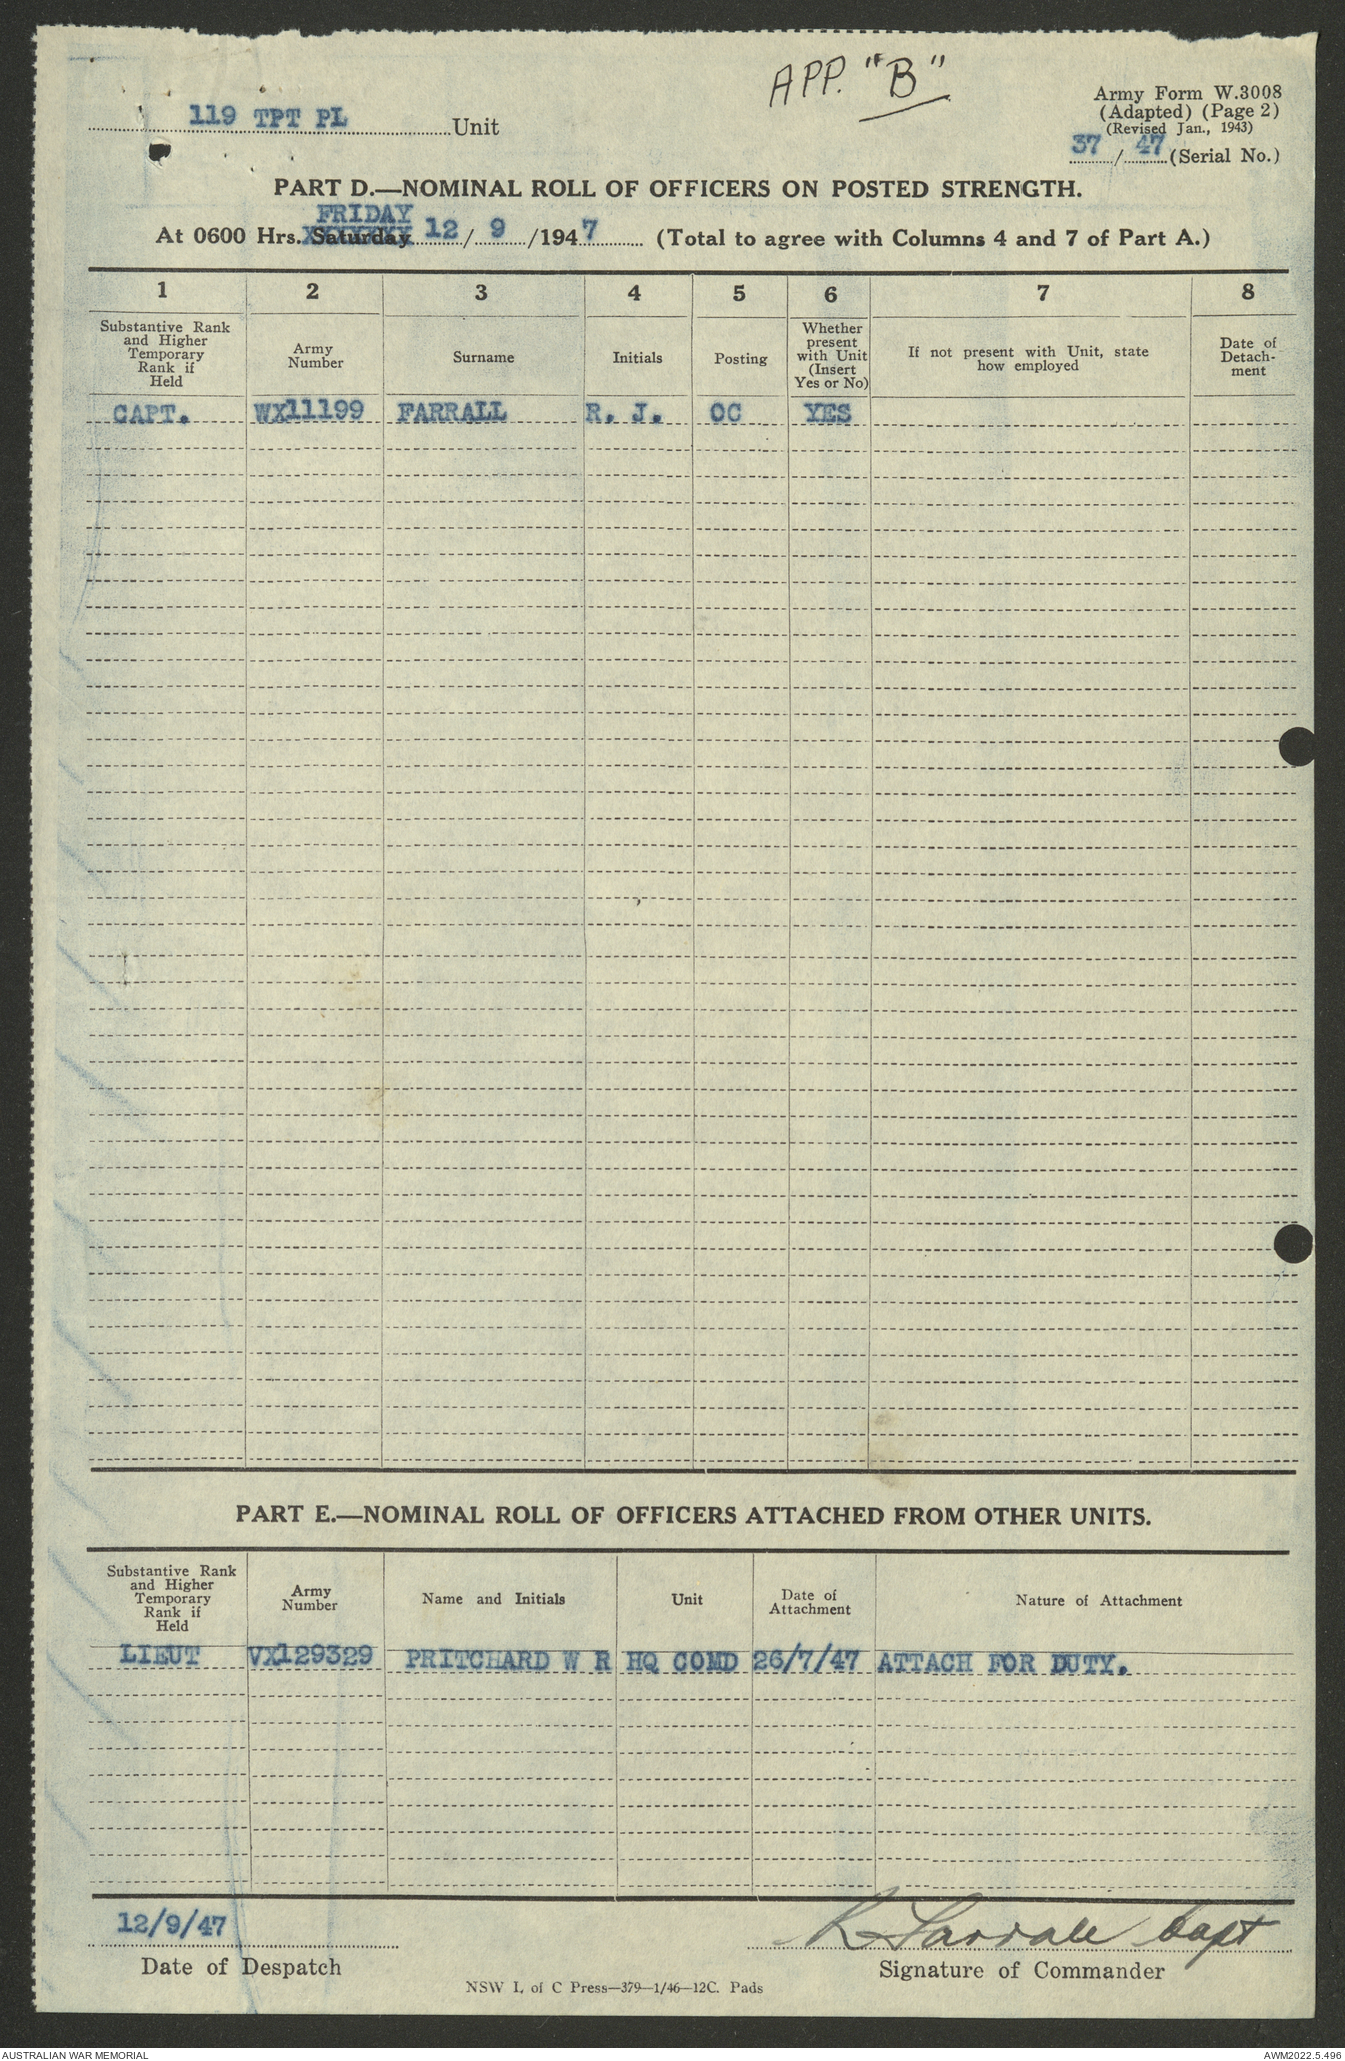 APP. "B"
119 TPT PL Unit
Army Form W.3008
(Adapted) (Page 2)
(Revised Jan., 1943)
37 / 47 (Serial No.)
PART D.—NOMINAL ROLL OF OFFICERS ON POSTED STRENGTH.
FRIDAY
At 0600 Hrs. Saturday 12 / 9 /1947 (Total to agree with Columns 4 and 7 of Part A.)
1 2 3 4 5 6 7 8
Substantive Rank
and Higher
Temporary
Rank if
Held
Army
Number
Surname
Initials
Posting
Whether
present
with Unit
(Insert
Yes or No)
If not present with Unit, state
how employed
Date of
Detach-
ment
CAPT. WX11199 FARRALL R. J. OC YES
PART E.—NOMINAL ROLL OF OFFICERS ATTACHED FROM OTHER UNITS.
Substantive Rank
and Higher
Temporary
Rank if
Held
Army
Number
Name and Initials
Unit
Date of
Attachment
Nature of Attachment
LIEUT VX129329 PRITCHARD W R HQ COMD 26/7/47 ATTACH FOR DUTY.
12/9/47
Date of Despatch
R Farrall Capt
Signature of Commander
NSW L of C Press—379—1/46—12C. Pads
AUSTRALIAN WAR MEMORIAL
AWM2022.5.496